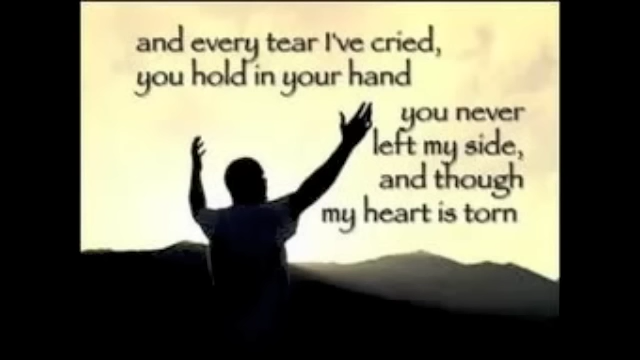 and every tear I've cried,
you hold in your hand
you never
left my side,
and though
my heart is torn